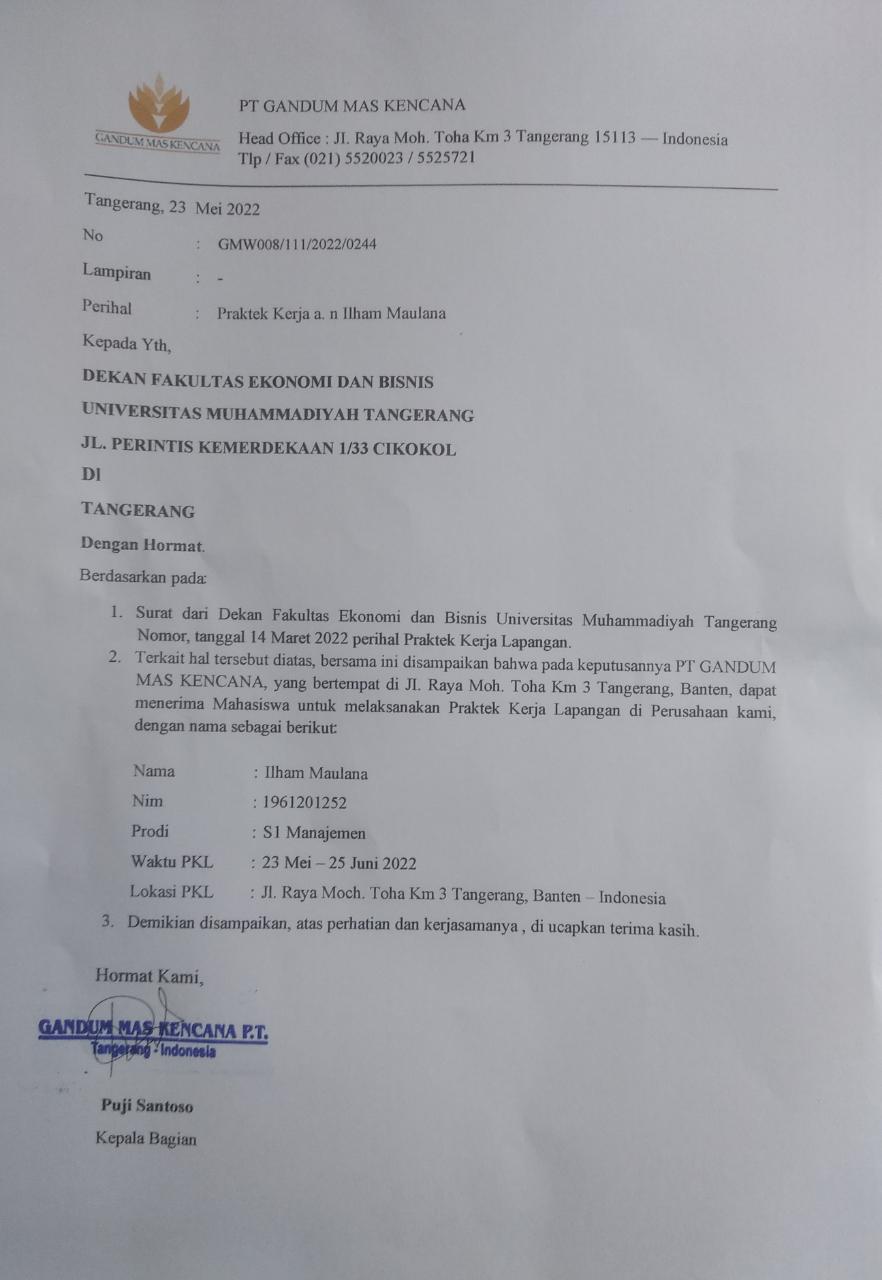 GANDUM MAS KENCANA
PT GANDUM MAS KENCANA
Head Office : Jl. Raya Moh. Toha Km 3 Tangerang 15113 — Indonesia
Tlp / Fax (021) 5520023 / 5525721
Tangerang, 23 Mei 2022
No : GMW008/111/2022/0244
Lampiran : -
Perihal : Praktek Kerja a. n Ilham Maulana
Kepada Yth,
DEKAN FAKULTAS EKONOMI DAN BISNIS
UNIVERSITAS MUHAMMADIYAH TANGERANG
JL. PERINTIS KEMERDEKAAN 1/33 CIKOKOL
DI
TANGERANG
Dengan Hormat.
Berdasarkan pada:
1. Surat dari Dekan Fakultas Ekonomi dan Bisnis Universitas Muhammadiyah Tangerang
Nomor, tanggal 14 Maret 2022 perihal Praktek Kerja Lapangan.
2. Terkait hal tersebut diatas, bersama ini disampaikan bahwa pada keputusannya PT GANDUM
MAS KENCANA, yang bertempat di Jl. Raya Moh. Toha Km 3 Tangerang, Banten, dapat
menerima Mahasiswa untuk melaksanakan Praktek Kerja Lapangan di Perusahaan kami,
dengan nama sebagai berikut:
Nama : Ilham Maulana
Nim : 1961201252
Prodi : S1 Manajemen
Waktu PKL : 23 Mei – 25 Juni 2022
Lokasi PKL : Jl. Raya Moch. Toha Km 3 Tangerang, Banten – Indonesia
3. Demikian disampaikan, atas perhatian dan kerjasamanya , di ucapkan terima kasih.
Hormat Kami,
GANDUM MAS KENCANA P.T.
Tangerang - Indonesia
Puji Santoso
Kepala Bagian